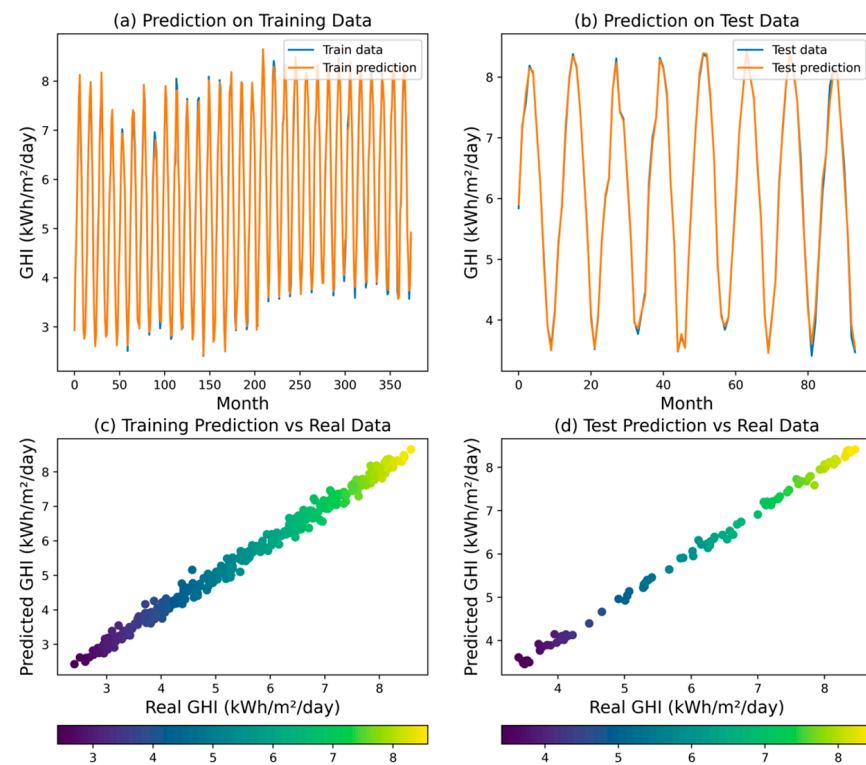 (a) Prediction on Training Data
Train data
Train prediction
GHI (kWh/m²/day)
8
7
6
5
4
3
0 50 100 150 200 250 300 350
Month
(b) Prediction on Test Data
Test data
Test prediction
GHI (kWh/m²/day)
8
7
6
5
4
0 20 40 60 80
Month
(c) Training Prediction vs Real Data
Predicted GHI (kWh/m²/day)
8
7
6
5
4
3
3 4 5 6 7 8
Real GHI (kWh/m²/day)
3 4 5 6 7 8
(d) Test Prediction vs Real Data
Predicted GHI (kWh/m²/day)
8
7
6
5
4
4 5 6 7 8
Real GHI (kWh/m²/day)
4 5 6 7 8